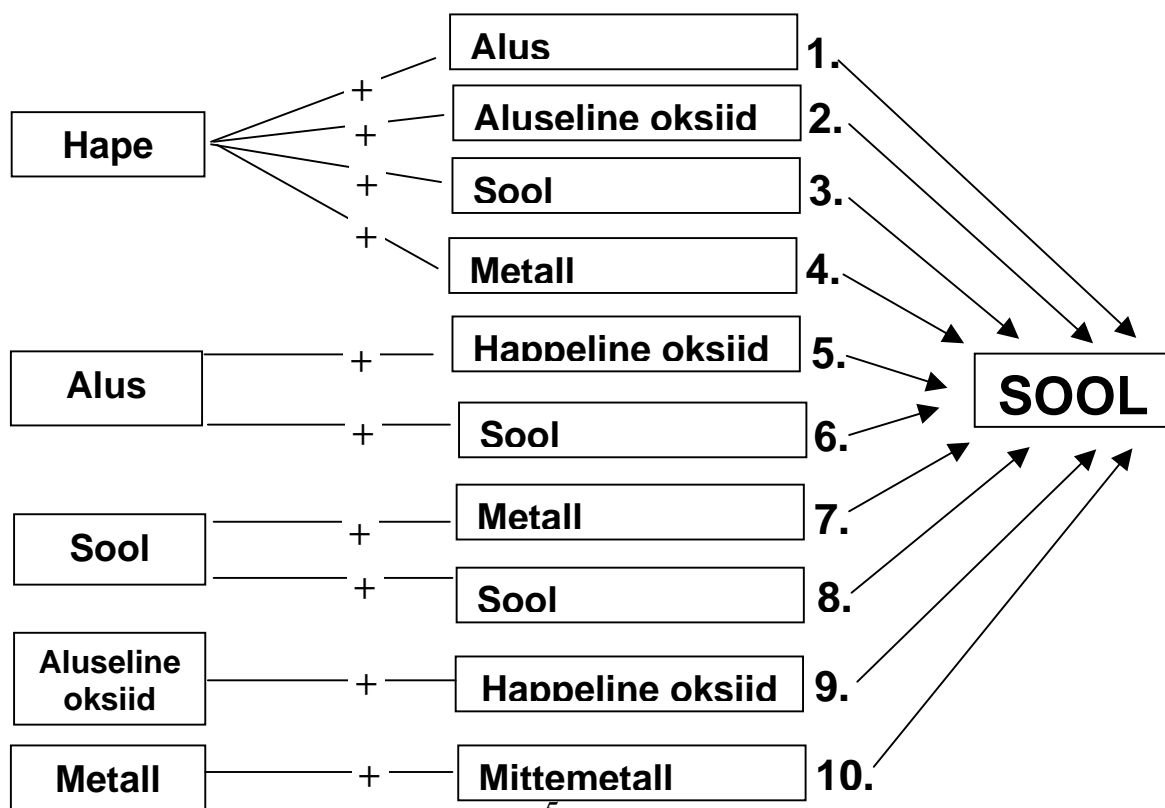 Alus 1.
+
Aluseline oksiid 2.
Hape
+
Sool 3.
+
+
Metall 4.
Happeline oksiid 5.
+
Alus
SOOL
Sool 6.
+
Metall 7.
+
Sool
Sool 8.
+
Aluseline
oksiid
Happeline oksiid 9.
+
Metall
+
Mittemetall 10.